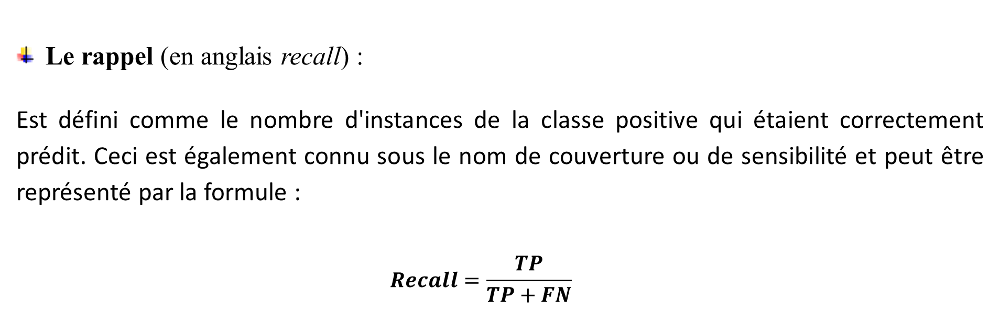 Le rappel (en anglais recall) :
Est défini comme le nombre d'instances de la classe positive qui étaient correctement
prédit. Ceci est également connu sous le nom de couverture ou de sensibilité et peut être
représenté par la formule :
Recall = TP / (TP + FN)